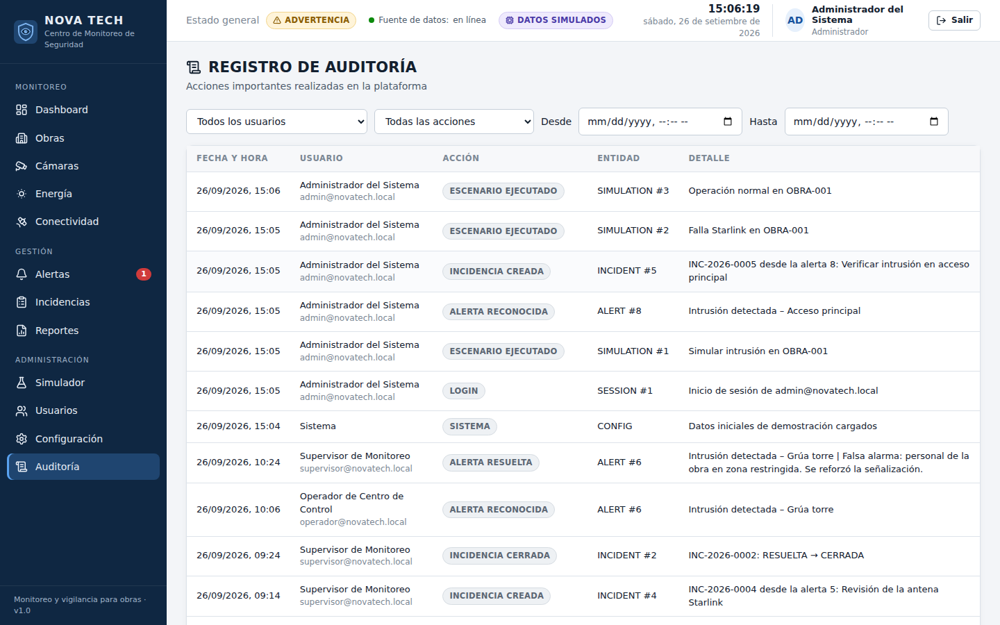 NOVA TECH
Centro de Monitoreo de
Seguridad
MONITOREO
Dashboard
Obras
Cámaras
Energía
Conectividad
GESTIÓN
Alertas 1
Incidencias
Reportes
ADMINISTRACIÓN
Simulador
Usuarios
Configuración
Auditoría
Monitoreo y vigilancia para obras ·
v1.0
Estado general ADVERTENCIA Fuente de datos: en línea DATOS SIMULADOS
15:06:19
sábado, 26 de setiembre de
2026
AD
Administrador del
Sistema
Administrador
Salir
REGISTRO DE AUDITORÍA
Acciones importantes realizadas en la plataforma
Todos los usuarios Todas las acciones Desde mm/dd/yyyy, --:-- -- Hasta mm/dd/yyyy, --:-- --
FECHA Y HORA USUARIO ACCIÓN ENTIDAD DETALLE
26/09/2026, 15:06 Administrador del Sistema ESCENARIO EJECUTADO SIMULATION #3 Operación normal en OBRA-001
admin@novatech.local
26/09/2026, 15:05 Administrador del Sistema ESCENARIO EJECUTADO SIMULATION #2 Falla Starlink en OBRA-001
admin@novatech.local
26/09/2026, 15:05 Administrador del Sistema INCIDENCIA CREADA INCIDENT #5 INC-2026-0005 desde la alerta 8: Verificar intrusión en acceso
admin@novatech.local principal
26/09/2026, 15:05 Administrador del Sistema ALERTA RECONOCIDA ALERT #8 Intrusión detectada – Acceso principal
admin@novatech.local
26/09/2026, 15:05 Administrador del Sistema ESCENARIO EJECUTADO SIMULATION #1 Simular intrusión en OBRA-001
admin@novatech.local
26/09/2026, 15:05 Administrador del Sistema LOGIN SESSION #1 Inicio de sesión de admin@novatech.local
admin@novatech.local
26/09/2026, 15:04 Sistema SISTEMA CONFIG Datos iniciales de demostración cargados
26/09/2026, 10:24 Supervisor de Monitoreo ALERTA RESUELTA ALERT #6 Intrusión detectada – Grúa torre | Falsa alarma: personal de la
supervisor@novatech.local obra en zona restringida. Se reforzó la señalización.
26/09/2026, 10:06 Operador de Centro de
Control ALERTA RECONOCIDA ALERT #6 Intrusión detectada – Grúa torre
operador@novatech.local
26/09/2026, 09:24 Supervisor de Monitoreo INCIDENCIA CERRADA INCIDENT #2 INC-2026-0002: RESUELTA → CERRADA
supervisor@novatech.local
26/09/2026, 09:14 Supervisor de Monitoreo INCIDENCIA CREADA INCIDENT #4 INC-2026-0004 desde la alerta 5: Revisión de la antena
supervisor@novatech.local Starlink